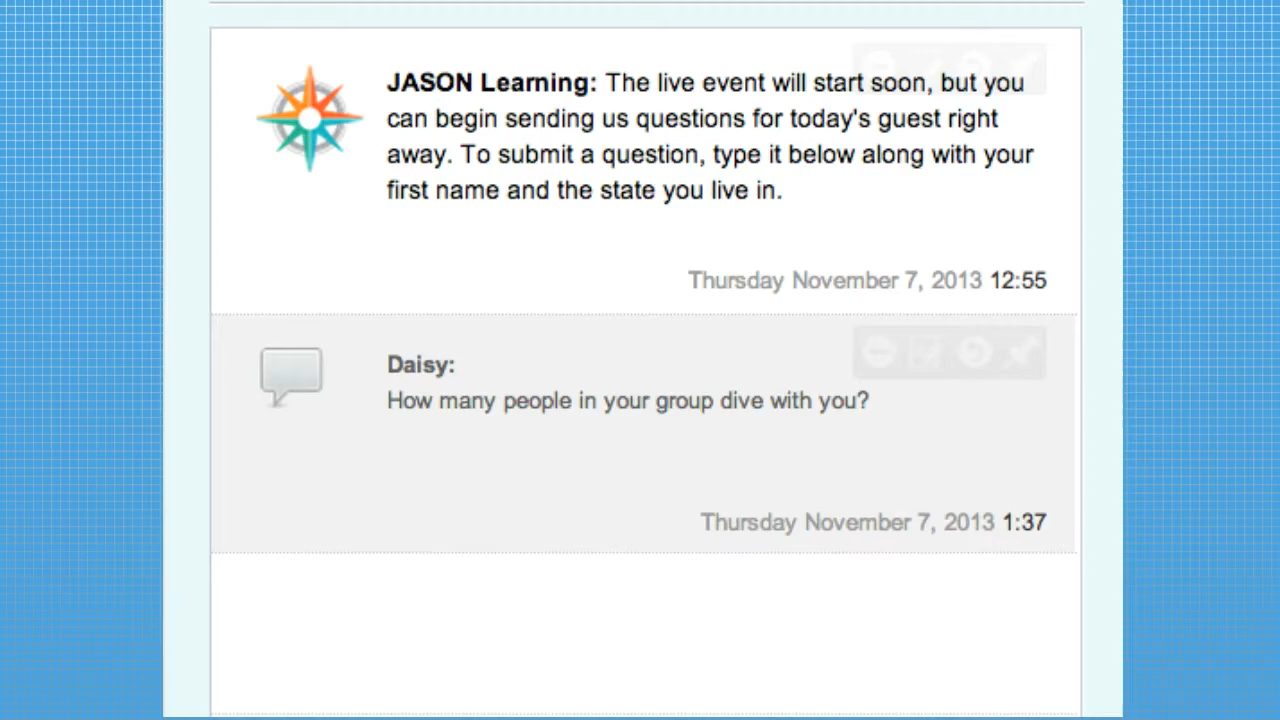 JASON Learning: The live event will start soon, but you
can begin sending us questions for today's guest right
away. To submit a question, type it below along with your
first name and the state you live in.
Thursday November 7, 2013 12:55
Daisy:
How many people in your group dive with you?
Thursday November 7, 2013 1:37